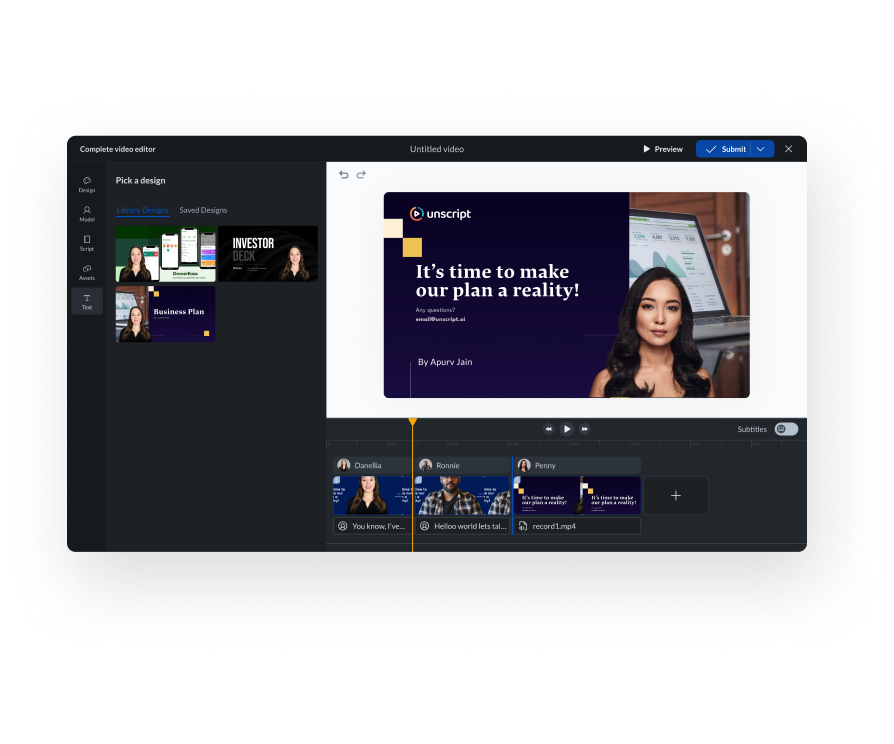 Complete video editor
Untitled video
Preview
Submit
Design
Model
Script
Assets
Text
Pick a design
Library Designs
Saved Designs
INVESTOR
DECK
Business Plan
unscript
It's time to make
our plan a reality!
Any questions?
email@unscript.ai
By Apurv Jain
Subtitles
Danellia
Ronnie
Penny
It's time to make
our plan a reality!
It's time to make
our plan a reality!
You know, I've...
Helloo world lets tal...
record1.mp4